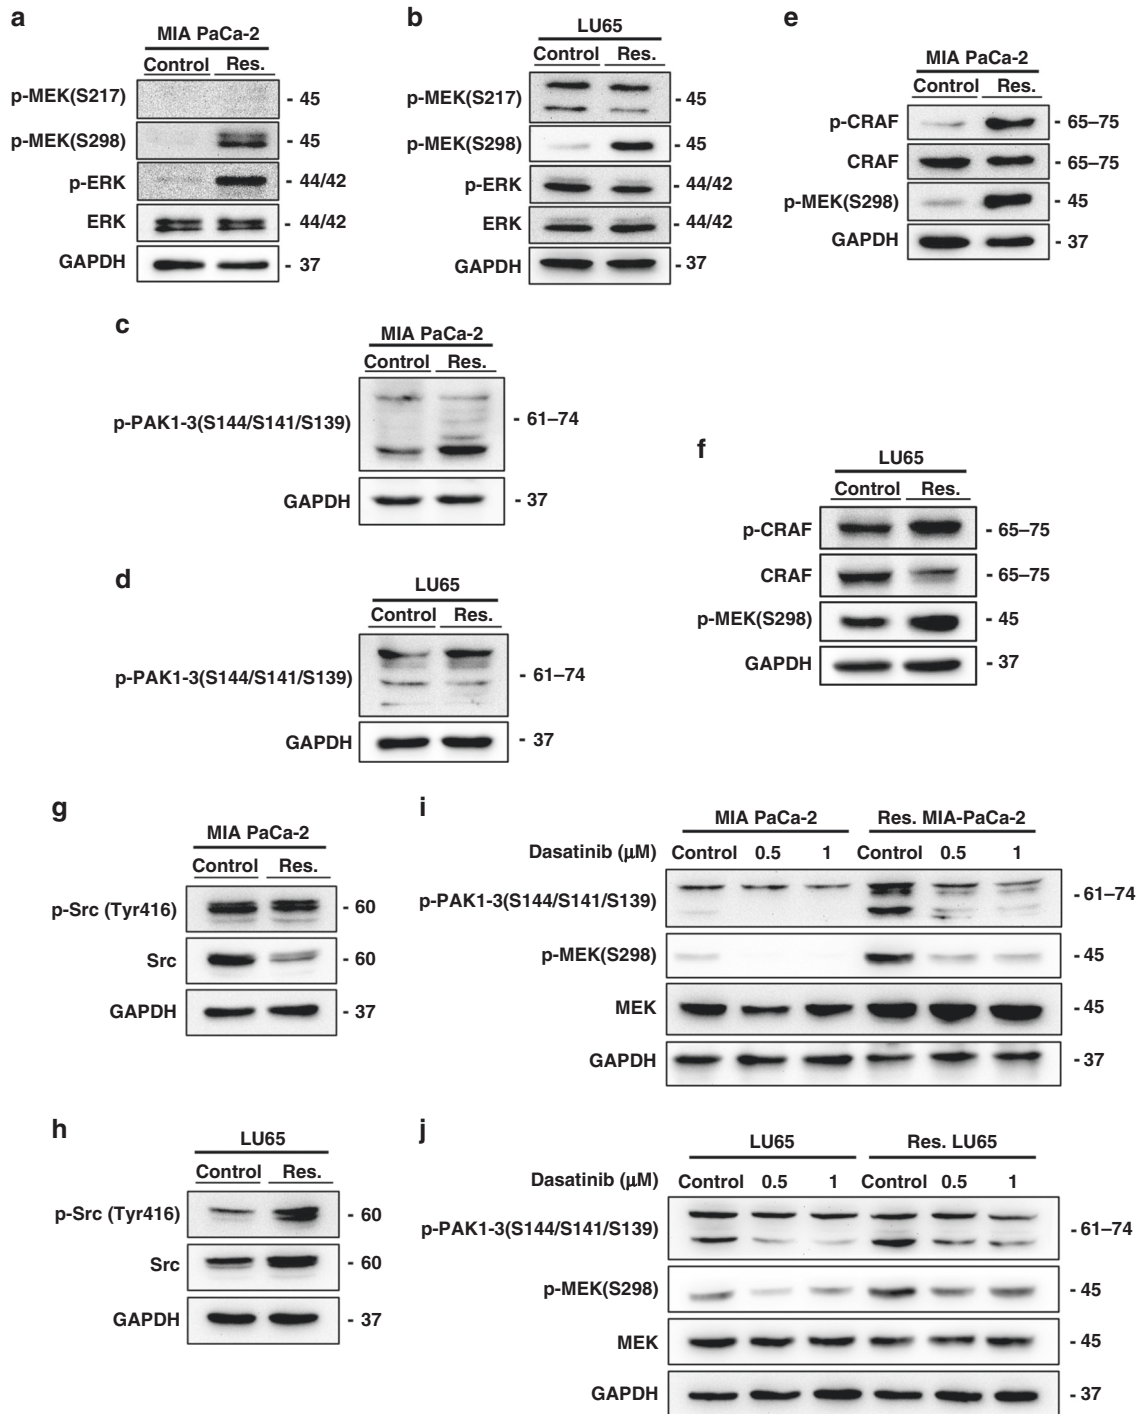 a
MIA PaCa-2
Control Res.
p-MEK(S217) - 45
p-MEK(S298) - 45
p-ERK - 44/42
ERK - 44/42
GAPDH - 37
b
LU65
Control Res.
p-MEK(S217) - 45
p-MEK(S298) - 45
p-ERK - 44/42
ERK - 44/42
GAPDH - 37
e
MIA PaCa-2
Control Res.
p-CRAF - 65–75
CRAF - 65–75
p-MEK(S298) - 45
GAPDH - 37
c
MIA PaCa-2
Control Res.
p-PAK1-3(S144/S141/S139) - 61–74
GAPDH - 37
d
LU65
Control Res.
p-PAK1-3(S144/S141/S139) - 61–74
GAPDH - 37
f
LU65
Control Res.
p-CRAF - 65–75
CRAF - 65–75
p-MEK(S298) - 45
GAPDH - 37
g
MIA PaCa-2
Control Res.
p-Src (Tyr416) - 60
Src - 60
GAPDH - 37
i
MIA PaCa-2 Res. MIA-PaCa-2
Dasatinib (μM) Control 0.5 1 Control 0.5 1
p-PAK1-3(S144/S141/S139) - 61–74
p-MEK(S298) - 45
MEK - 45
GAPDH - 37
h
LU65
Control Res.
p-Src (Tyr416) - 60
Src - 60
GAPDH - 37
j
LU65 Res. LU65
Dasatinib (μM) Control 0.5 1 Control 0.5 1
p-PAK1-3(S144/S141/S139) - 61–74
p-MEK(S298) - 45
MEK - 45
GAPDH - 37